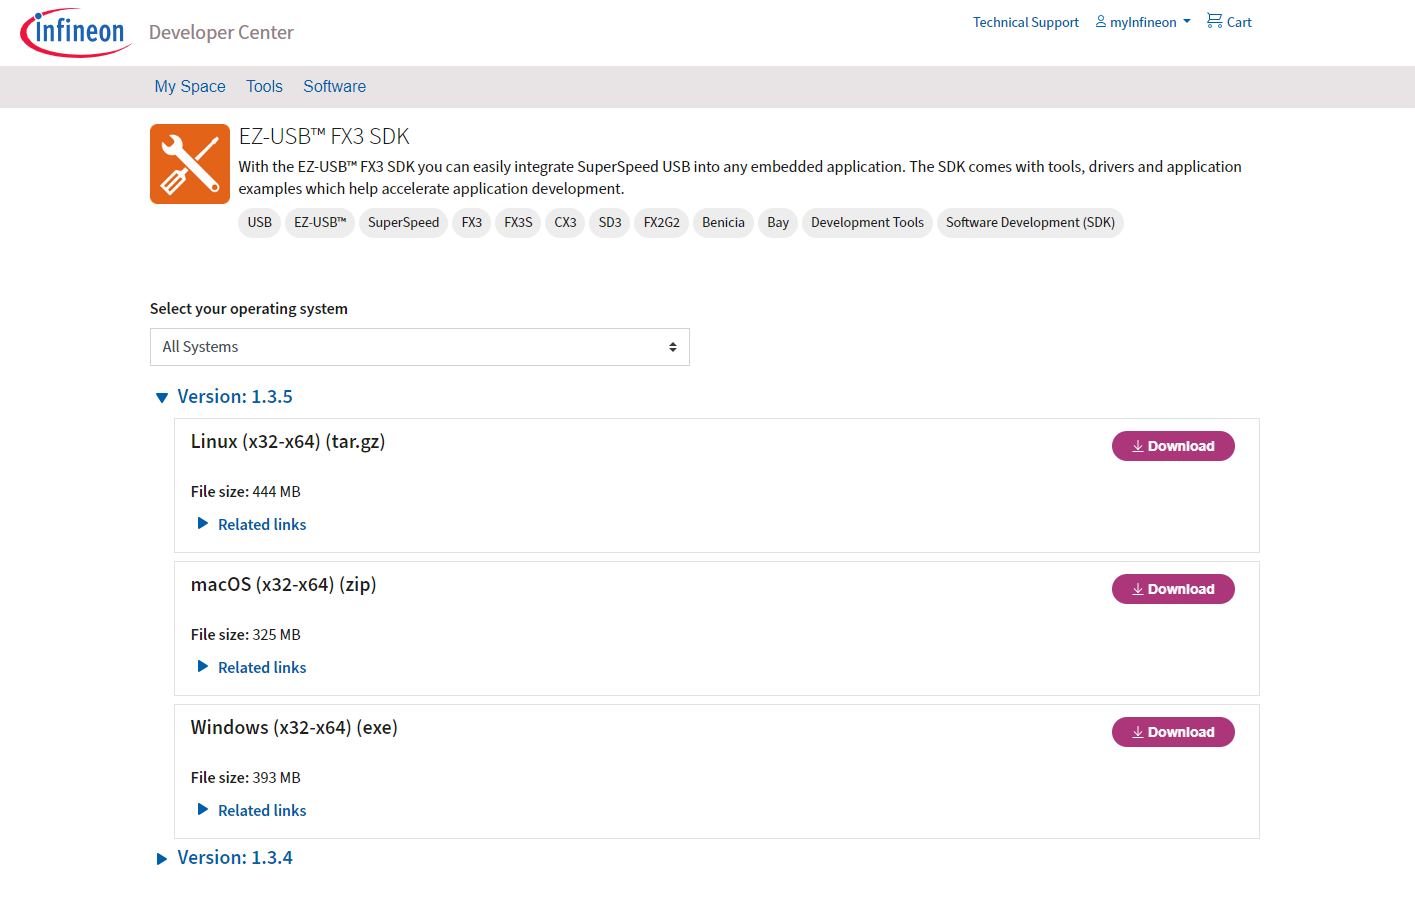 infineon
Developer Center
Technical Support
myInfineon
Cart
My Space
Tools
Software
EZ-USB™ FX3 SDK
With the EZ-USB™ FX3 SDK you can easily integrate SuperSpeed USB into any embedded application. The SDK comes with tools, drivers and application
examples which help accelerate application development.
USB
EZ-USB™
SuperSpeed
FX3
FX3S
CX3
SD3
FX2G2
Benicia
Bay
Development Tools
Software Development (SDK)
Select your operating system
All Systems
Version: 1.3.5
Linux (x32-x64) (tar.gz)
Download
File size: 444 MB
Related links
macOS (x32-x64) (zip)
Download
File size: 325 MB
Related links
Windows (x32-x64) (exe)
Download
File size: 393 MB
Related links
Version: 1.3.4